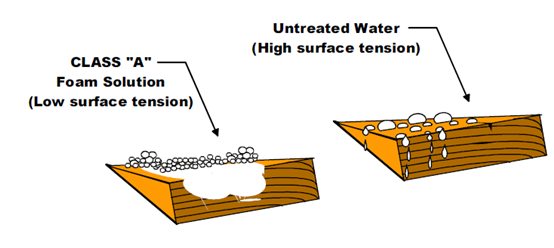 CLASS "A"
Foam Solution
(Low surface tension)
Untreated Water
(High surface tension)